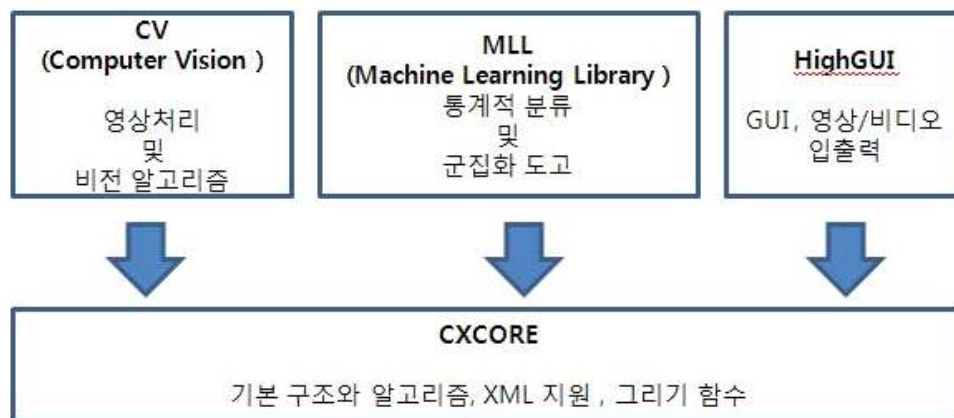 CV
(Computer Vision )
영상처리
및
비전 알고리즘
MLL
(Machine Learning Library )
통계적 분류
및
군집화 도고
HighGUI
GUI, 영상/비디오
입출력
CXCORE
기본 구조와 알고리즘, XML 지원 , 그리기 함수